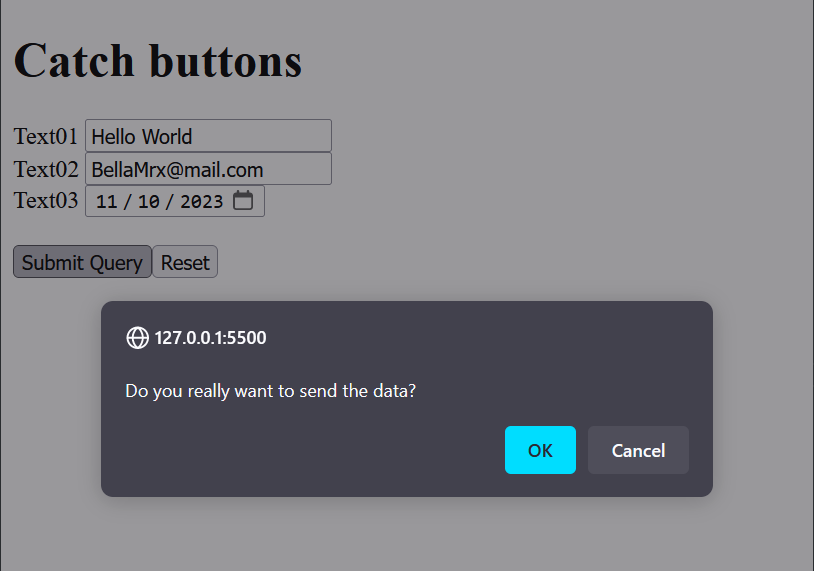 Catch buttons
Text01 Hello World
Text02 BellaMrx@mail.com
Text03 11 / 10 / 2023
Submit Query Reset
127.0.0.1:5500
Do you really want to send the data?
OK Cancel